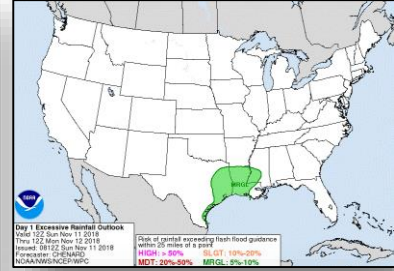 MRGL
NOAA
Day 1 Excessive Rainfall Outlook
Valid 12Z Sun Nov 11 2018
Thru 12Z Mon Nov 12 2018
Issued: 0812Z Sun Nov 11 2018
Forecaster: CHENARD
NOAA/NWS/NCEP/WPC
Risk of rainfall exceeding flash flood guidance
within 25 miles of a point
HIGH: > 50% SLGT: 10%-20%
MDT: 20%-50% MRGL: 5%-10%